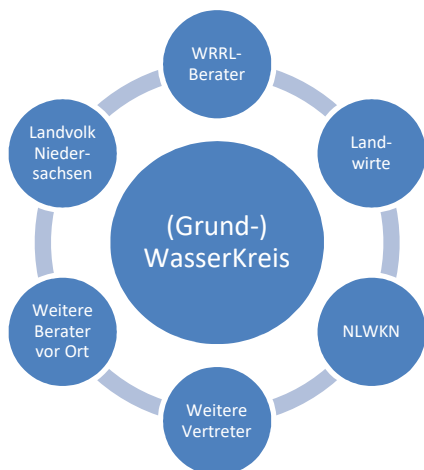 WRRL-
Berater
Landvolk
Nieder-
sachsen
Land-
wirte
(Grund-)
WasserKreis
Weitere
Berater
vor Ort
NLWKN
Weitere
Vertreter